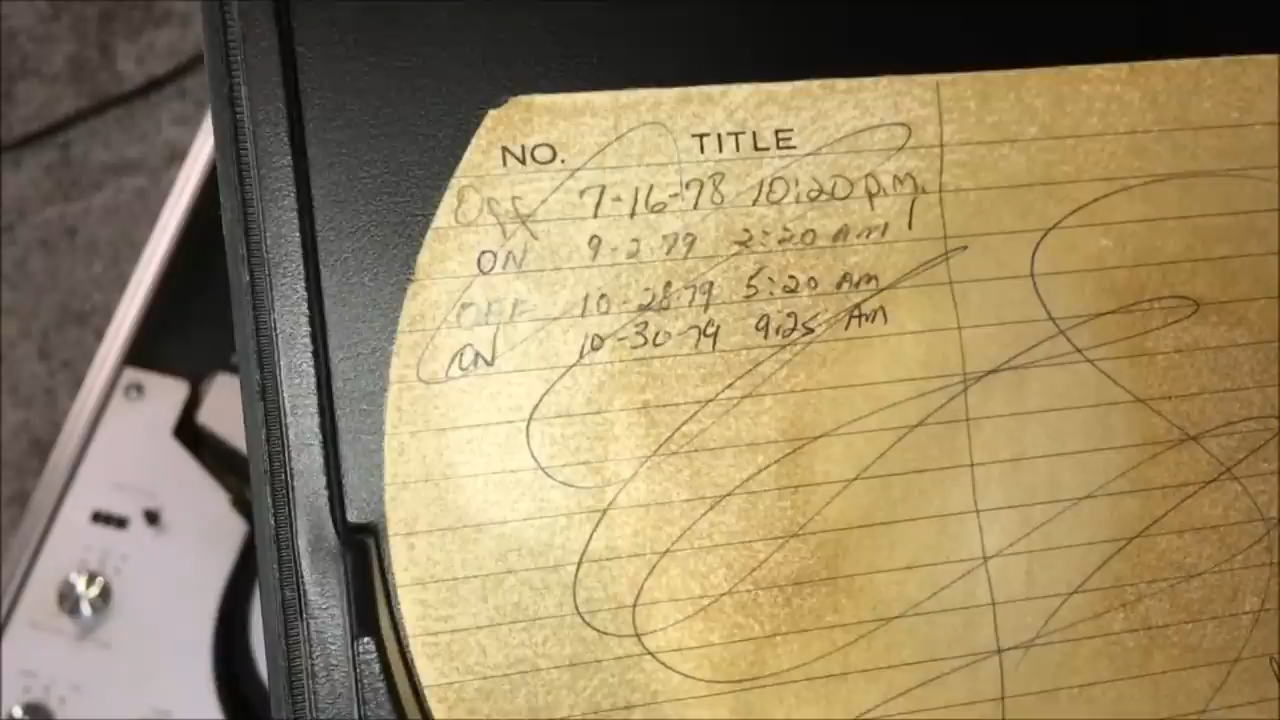 NO. TITLE
Off 7-16-78 10:20 P.M.
ON 9-2-79 2:20 Am
OFF 10-28-79 5:20 Am
ON 10-30-79 9:25 Am